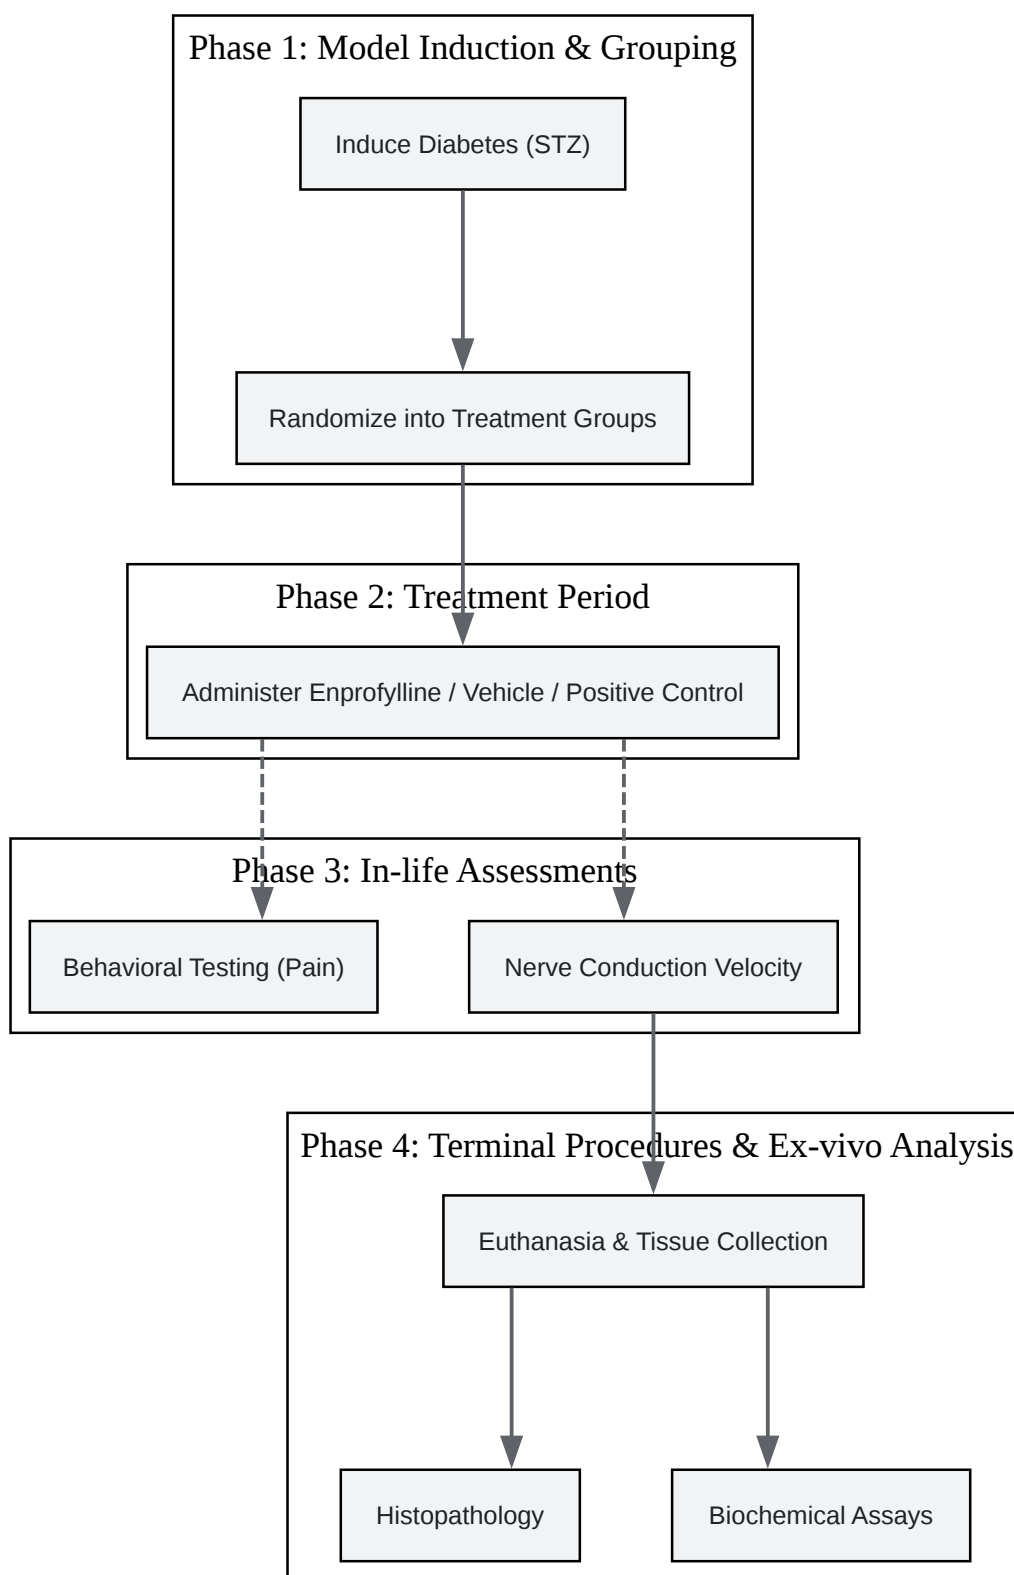 Phase 1: Model Induction & Grouping
Induce Diabetes (STZ)
Randomize into Treatment Groups
Phase 2: Treatment Period
Administer Enprofylline / Vehicle / Positive Control
Phase 3: In-life Assessments
Behavioral Testing (Pain)
Nerve Conduction Velocity
Phase 4: Terminal Procedures & Ex-vivo Analysis
Euthanasia & Tissue Collection
Histopathology
Biochemical Assays